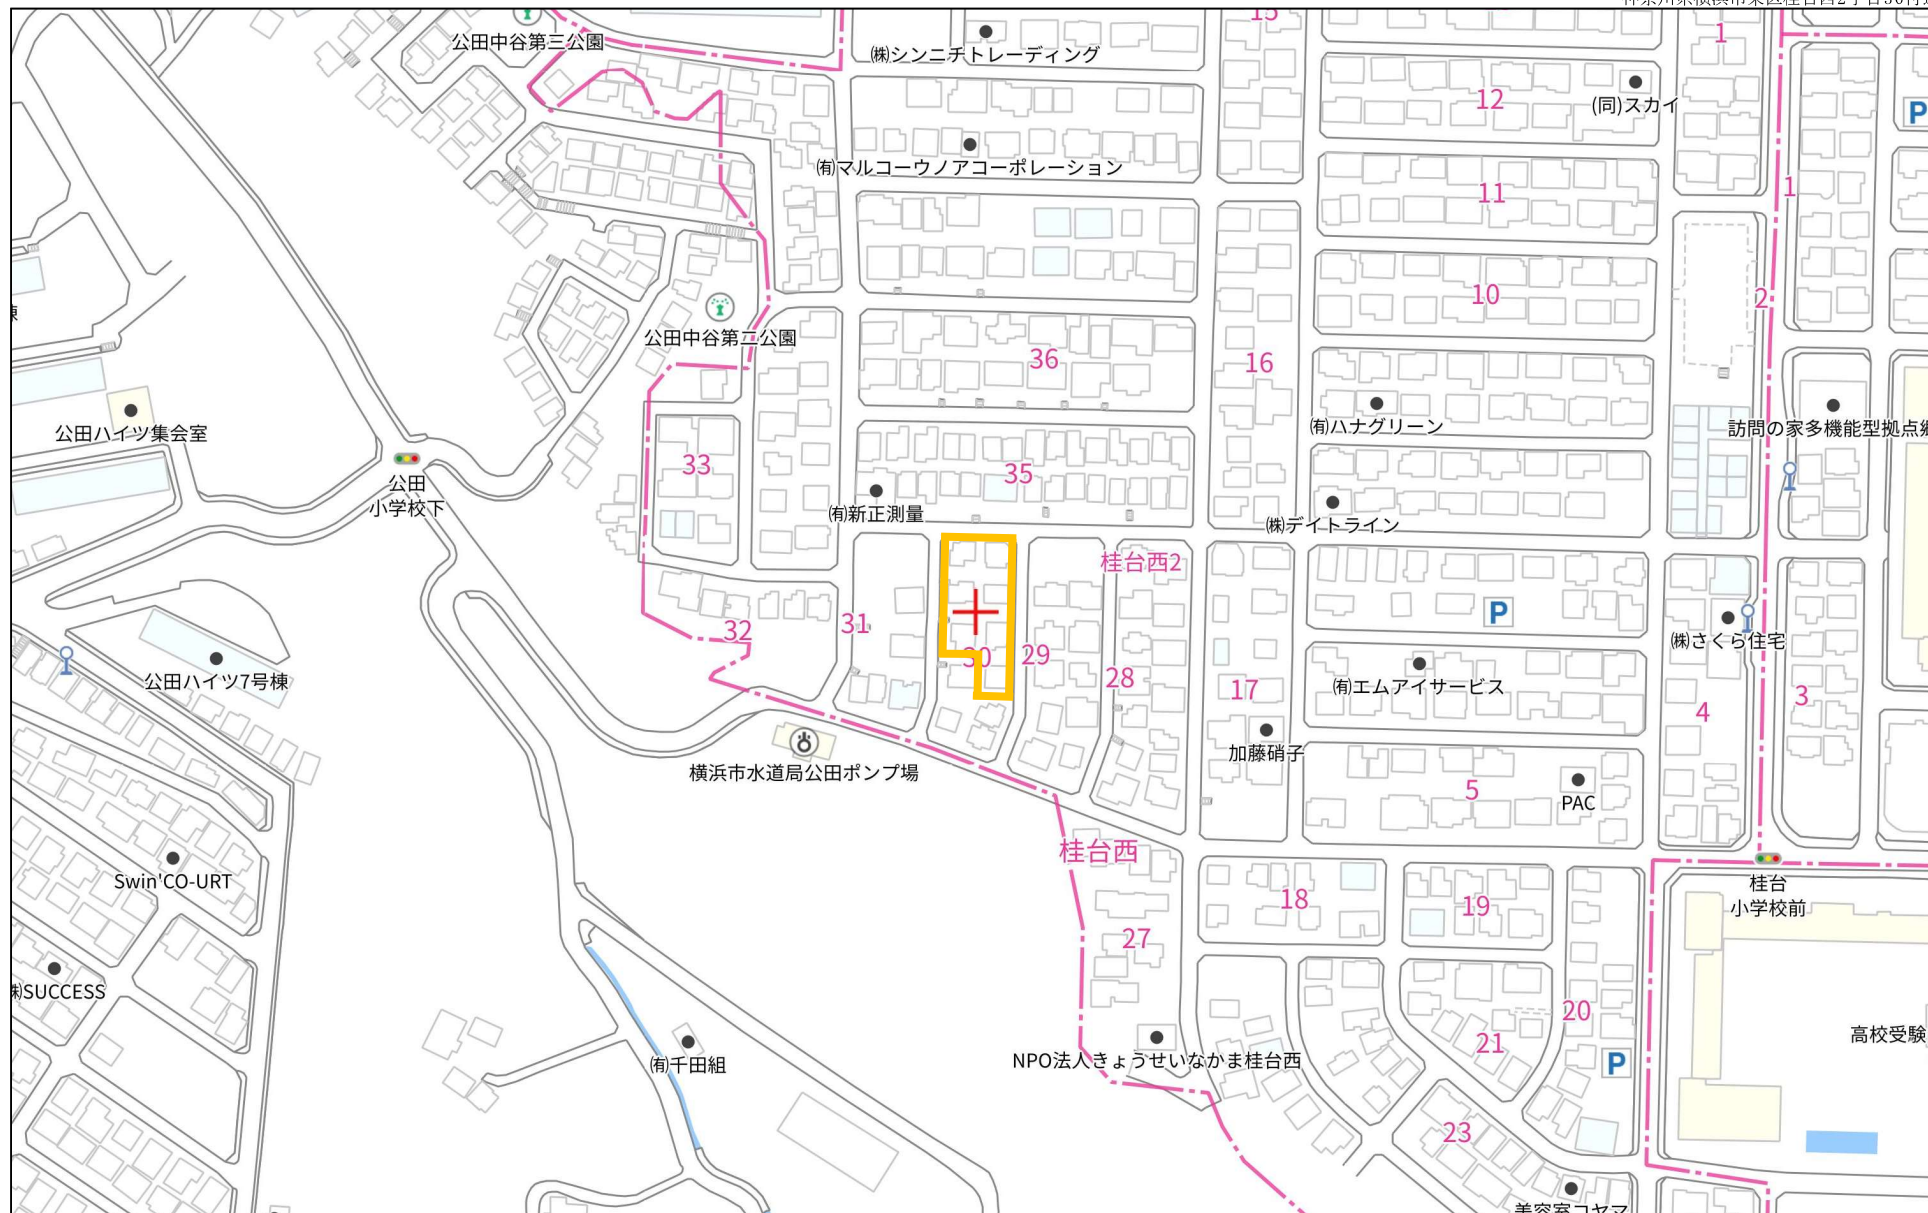 公田中谷第三公園
㈱シンニチトレーディング
15
1
12
(同)スカイ
P
㈲マルコーウノアコーポレーション
11
1
10
2
公田中谷第二公園
36
16
㈲ハナグリーン
公田ハイツ集会室
訪問の家多機能型拠点
33
35
公田
小学校下
㈲新正測量
㈱デイトライン
桂台西2
P
31
32
30
29
28
17
㈱さくら住宅
公田ハイツ7号棟
㈲エムアイサービス
4
3
加藤硝子
横浜市水道局公田ポンプ場
5
PAC
桂台西
Swin'CO-URT
桂台
小学校前
18
19
27
㈱SUCCESS
20
21
高校受験
P
㈲千田組
NPO法人きょうせいなかま桂台西
23
美容室コヤマ